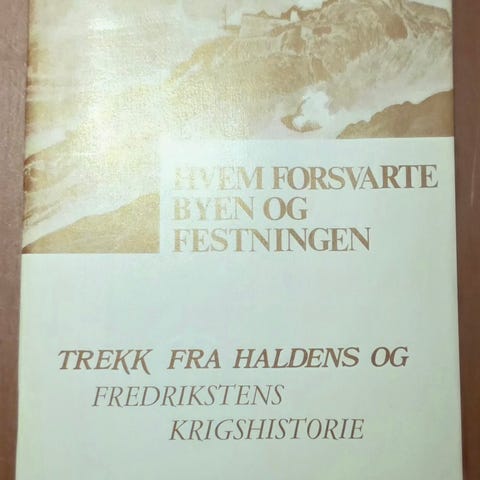 HVEM FORSVARTE
BYEN OG
FESTNINGEN
TREKK FRA HALDENS OG
FREDRIKSTENS
KRIGSHISTORIE